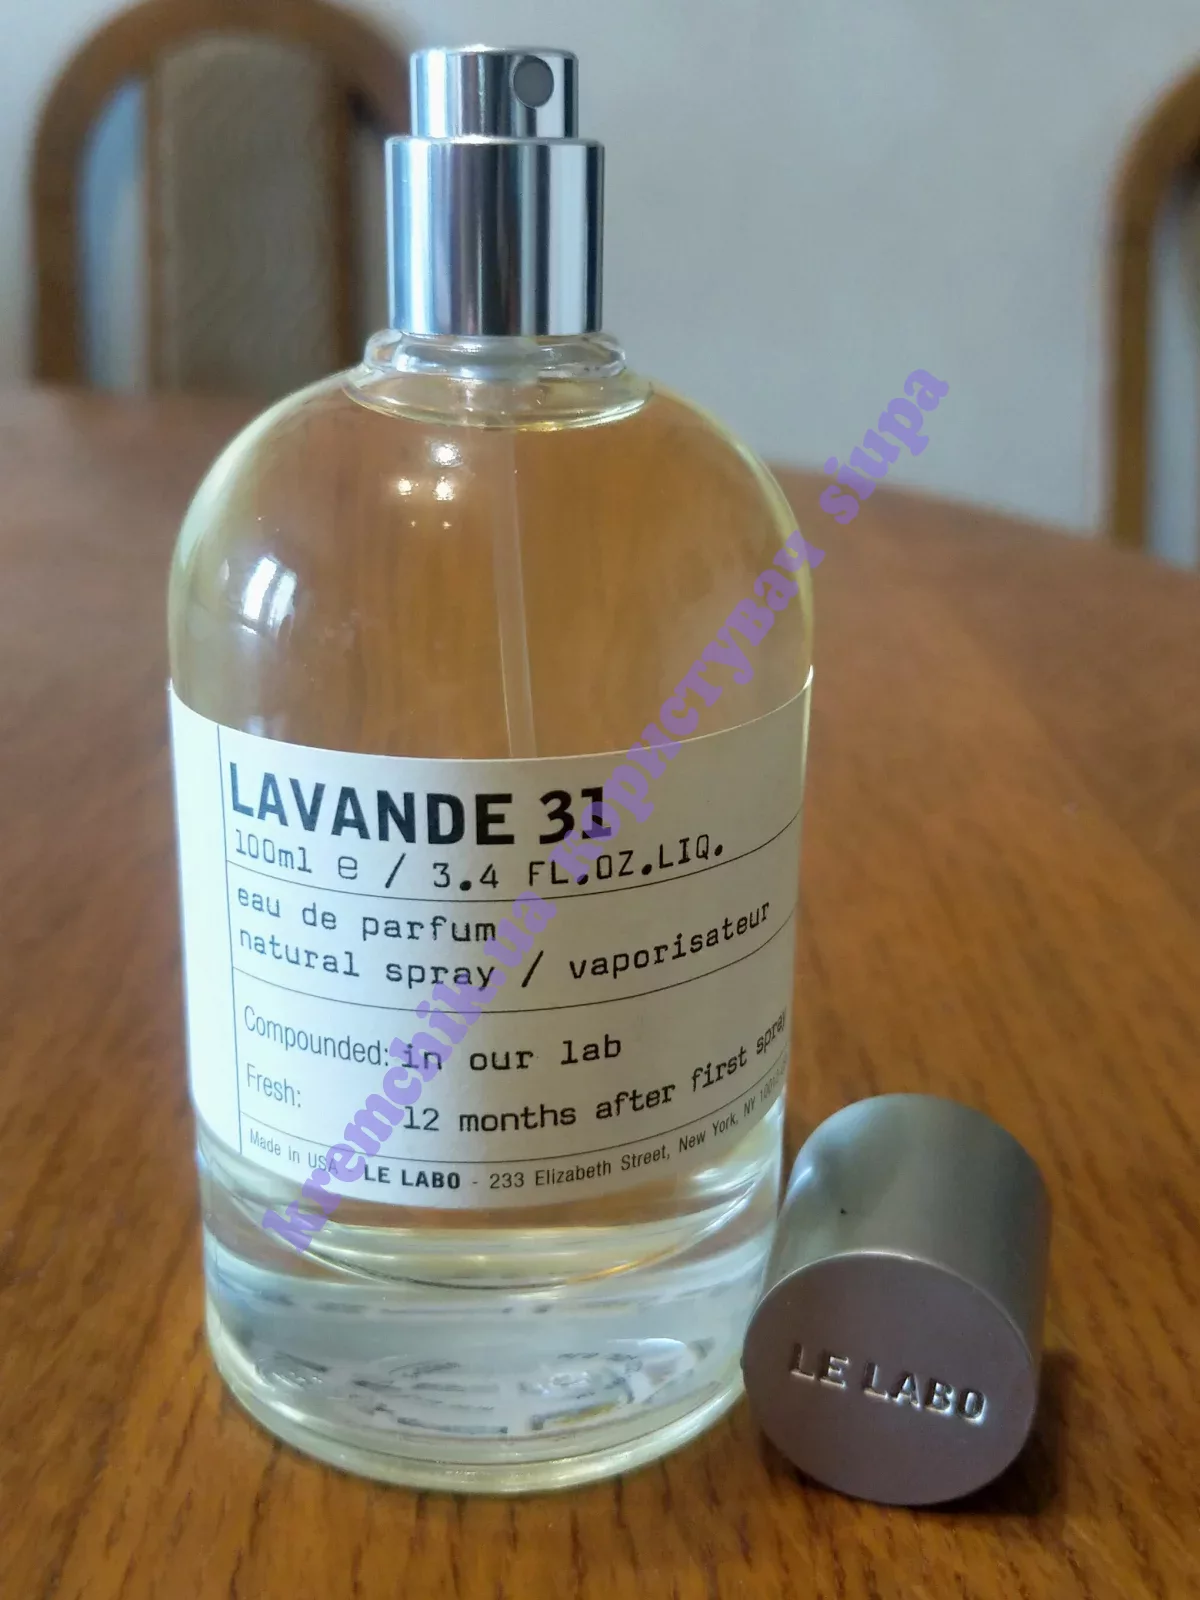 LAVANDE 31
100ml e / 3.4 FL.OZ.LIQ.
eau de parfum
natural spray / vaporisateur
Compounded: in our lab
Fresh: 12 months after first spray
Made in USA LE LABO - 233 Elizabeth Street, New York, NY
LE LABO
kremchik.ua Користувач siupa